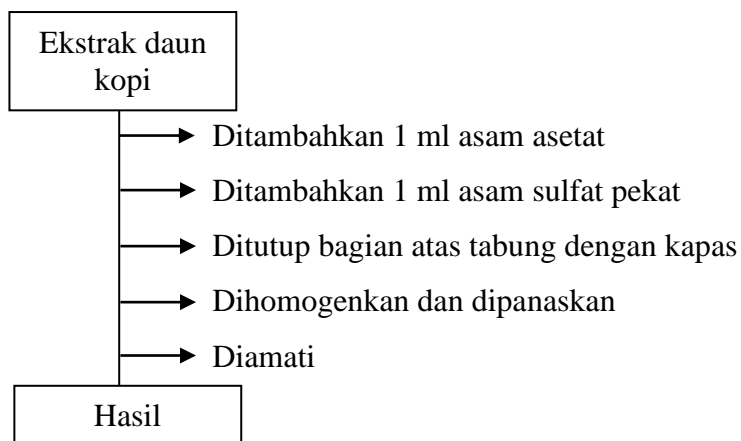 Ekstrak daun
kopi
Ditambahkan 1 ml asam asetat
Ditambahkan 1 ml asam sulfat pekat
Ditutup bagian atas tabung dengan kapas
Dihomogenkan dan dipanaskan
Diamati
Hasil